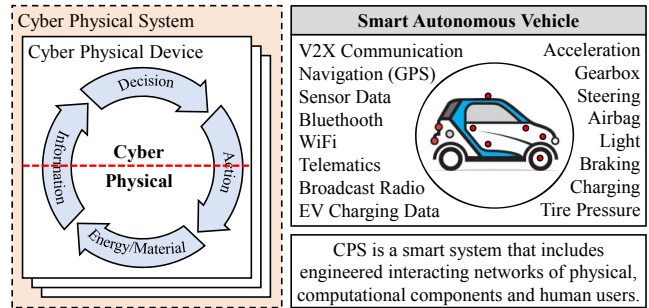 Cyber Physical System
Cyber Physical Device
Decision
Information
Action
Cyber
Physical
Energy/Material
Smart Autonomous Vehicle
V2X Communication
Navigation (GPS)
Sensor Data
Bluethooth
WiFi
Telematics
Broadcast Radio
EV Charging Data
Acceleration
Gearbox
Steering
Airbag
Light
Braking
Charging
Tire Pressure
CPS is a smart system that includes
engineered interacting networks of physical,
computational components and human users.